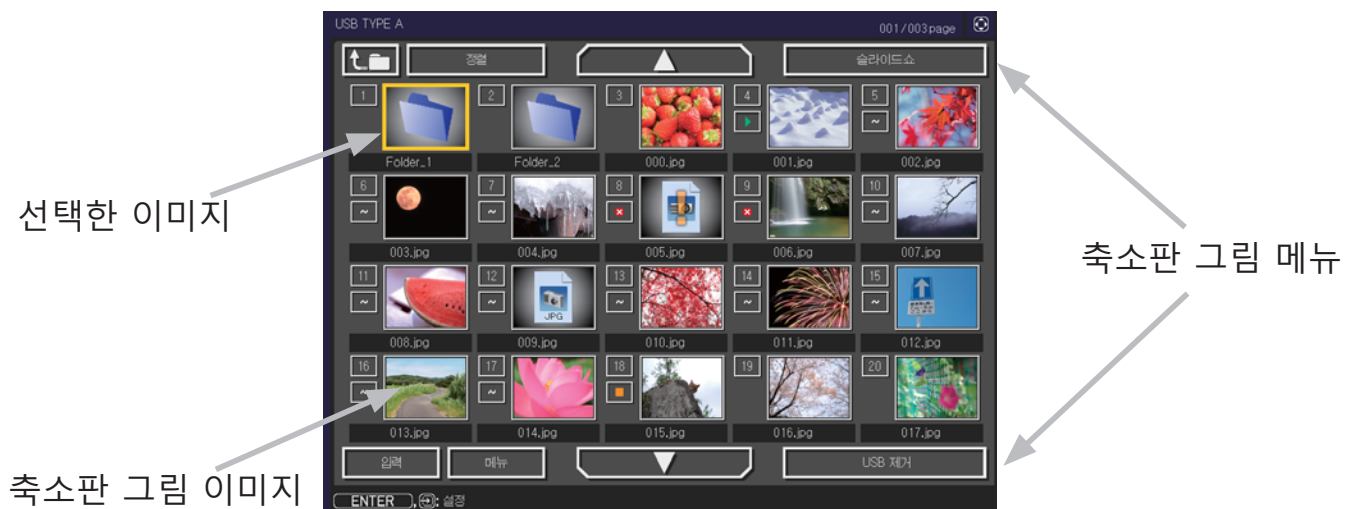 USB TYPE A
001/003page
정렬
슬라이드쇼
1 2 3 4 5
~
Folder_1 Folder_2 000.jpg 001.jpg 002.jpg
선택한 이미지
6 7 8 9 10
~ ~ ~
003.jpg 004.jpg 005.jpg 006.jpg 007.jpg
축소판 그림 메뉴
11 12 13 14 15
~ ~ ~ ~ ~
JPG
008.jpg 009.jpg 010.jpg 011.jpg 012.jpg
16 17 18 19 20
~ ~
013.jpg 014.jpg 015.jpg 016.jpg 017.jpg
입력 메뉴 USB 제거
축소판 그림 이미지
ENTER , : 설정